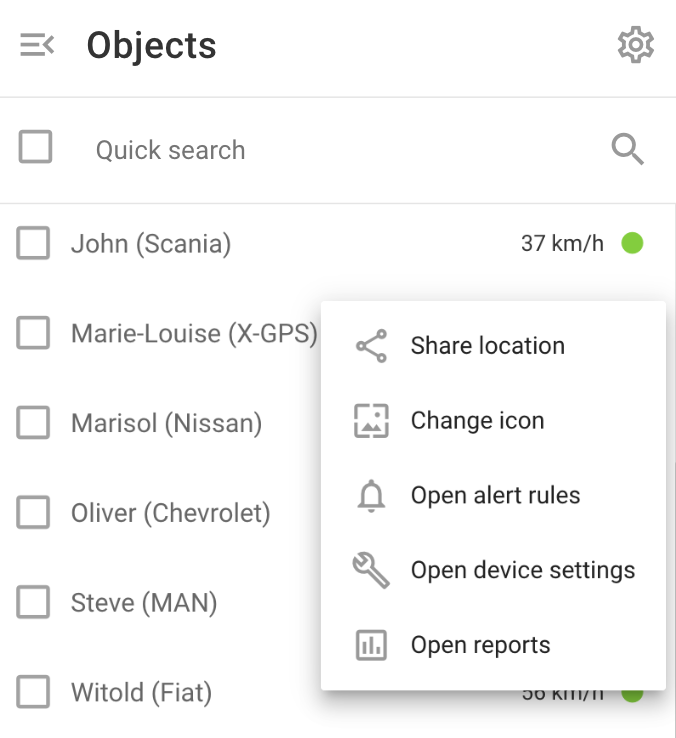 Objects
Quick search
John (Scania) 37 km/h
Marie-Louise (X-GPS)
Share location
Change icon
Marisol (Nissan)
Open alert rules
Oliver (Chevrolet)
Open device settings
Steve (MAN)
Open reports
Witold (Fiat) 56 km/h